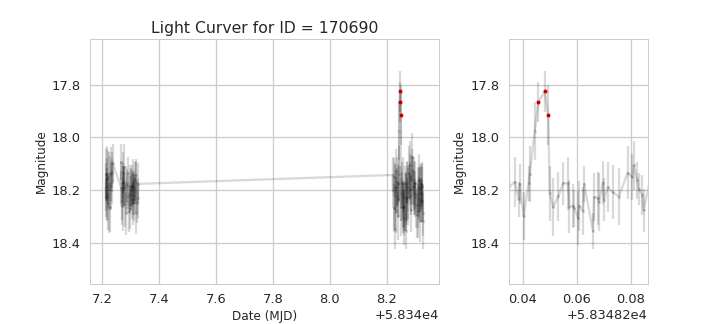 Light Curver for ID = 170690
Magnitude
17.8
18.0
18.2
18.4
7.2
7.4
7.6
7.8
8.0
8.2
Date (MJD)
+5.834e4
Magnitude
17.8
18.0
18.2
18.4
0.04
0.06
0.08
+5.83482e4